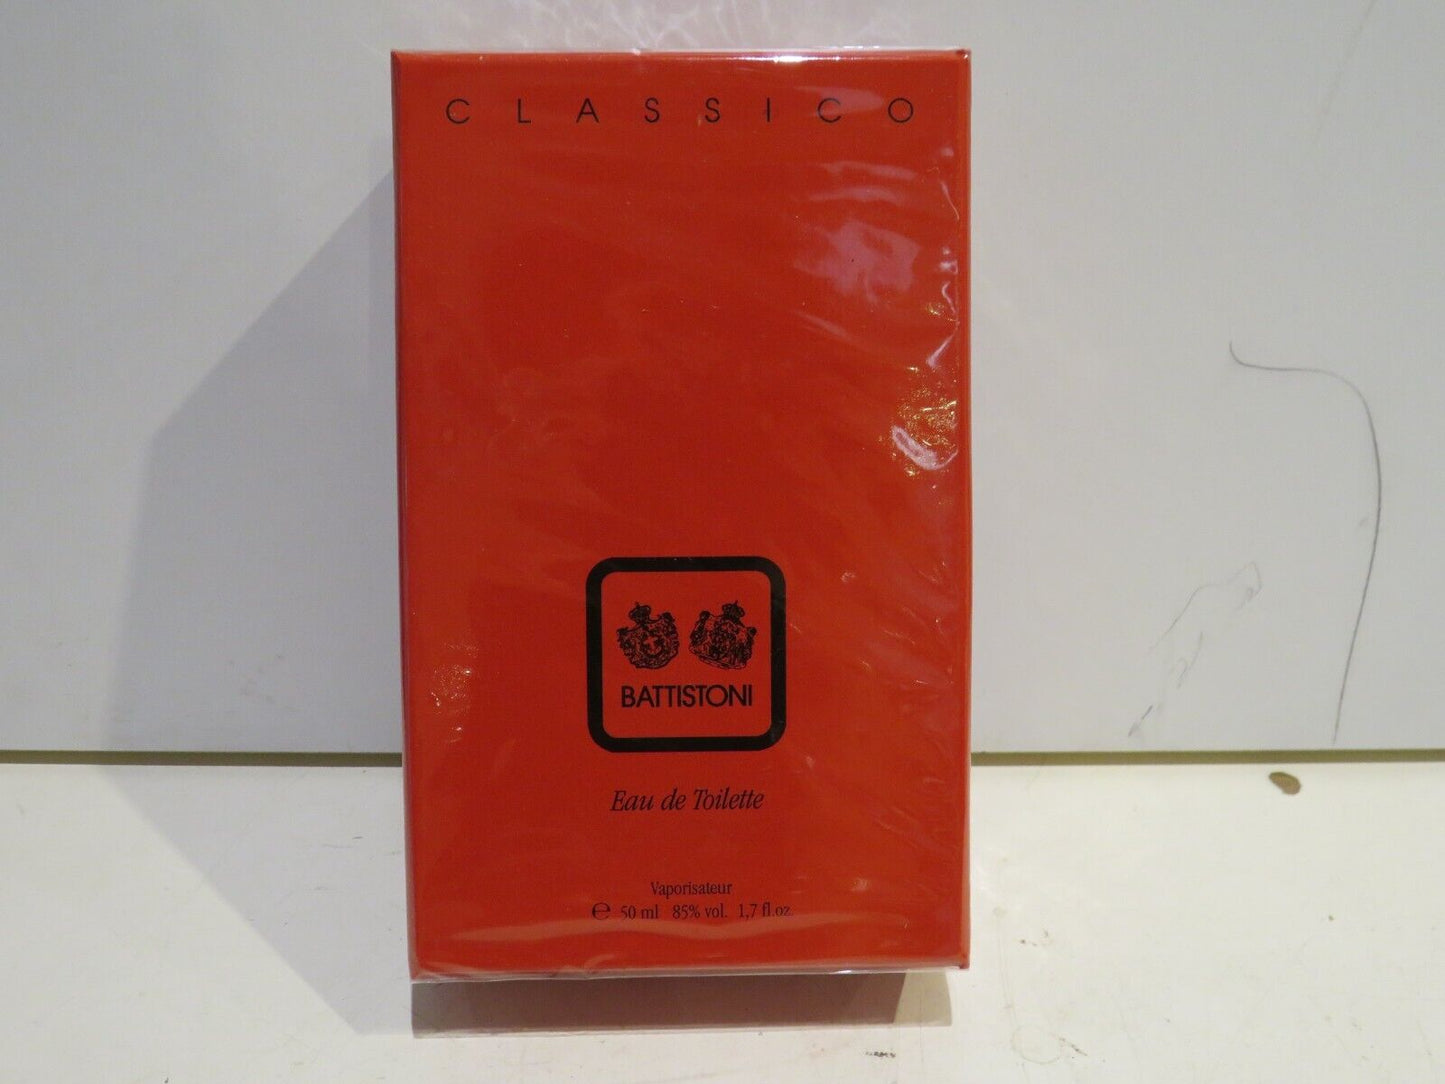 CLASSICO
BATTISTONI
Eau de Toilette
Vaporisateur
℮ 50 ml 85% vol. 1,7 fl.oz.